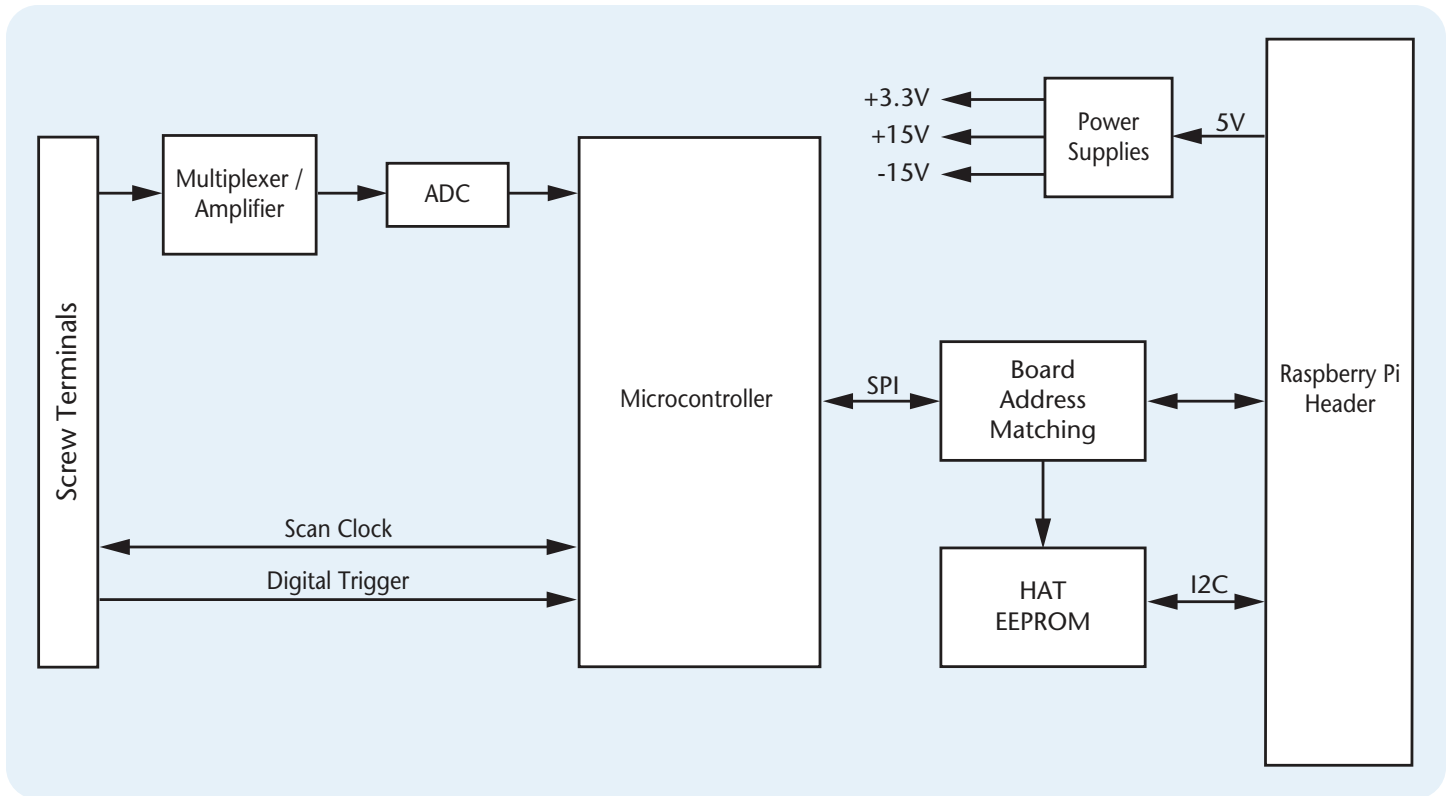 Screw Terminals
Multiplexer /
Amplifier
ADC
Scan Clock
Digital Trigger
Microcontroller
+3.3V
+15V
-15V
Power
Supplies
5V
SPI
Board
Address
Matching
HAT
EEPROM
I2C
Raspberry Pi
Header